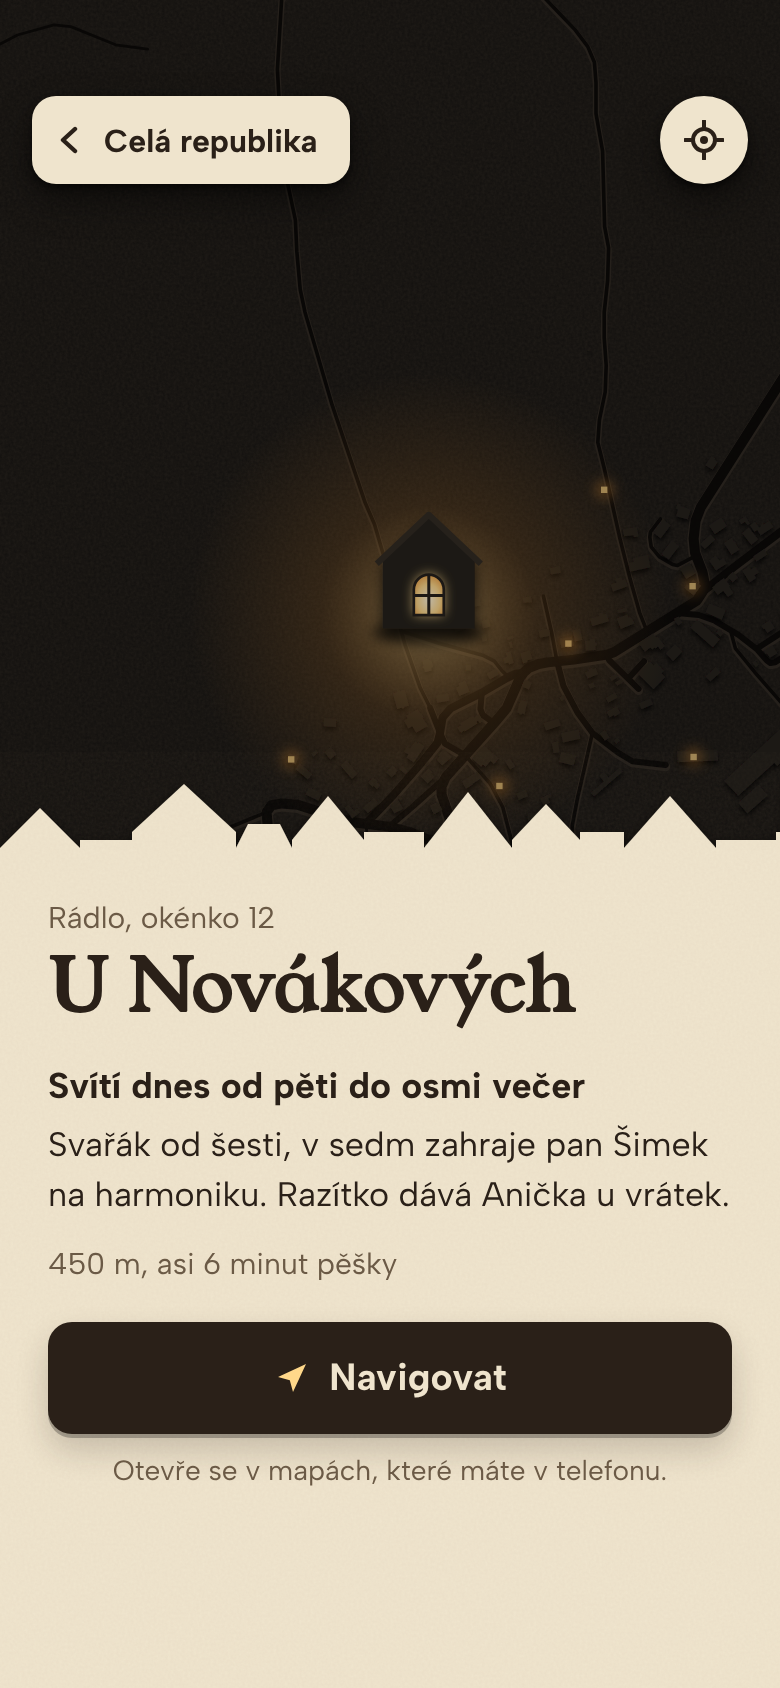 Celá republika
Rádlo, okénko 12
U Novákových
Svítí dnes od pěti do osmi večer
Svařák od šesti, v sedm zahraje pan Šimek
na harmoniku. Razítko dává Anička u vrátek.
450 m, asi 6 minut pěšky
Navigovat
Otevře se v mapách, které máte v telefonu.